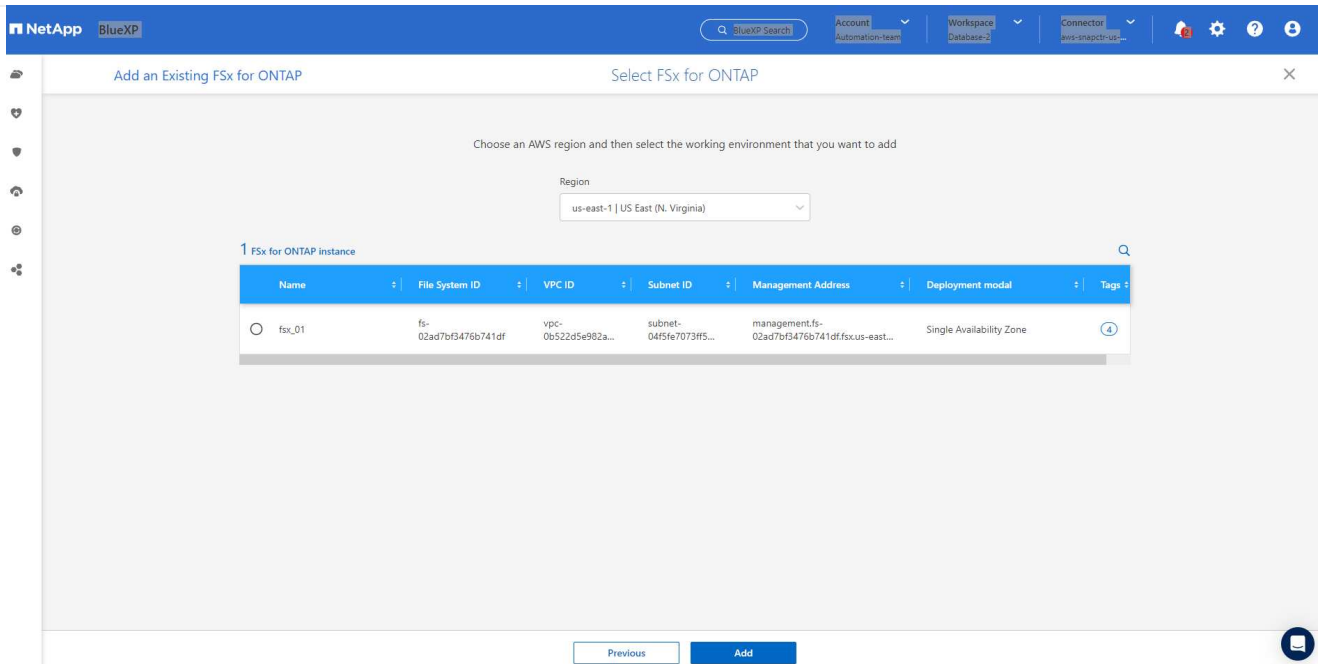 NetApp BlueXP
BlueXP Search
Account
Automation-team
Workspace
Database-2
Connector
aws-snapctr-us-...
Add an Existing FSx for ONTAP
Select FSx for ONTAP
Choose an AWS region and then select the working environment that you want to add
Region
us-east-1 | US East (N. Virginia)
1 FSx for ONTAP instance
Name File System ID VPC ID Subnet ID Management Address Deployment modal Tags
fsx_01 fs-02ad7bf3476b741df vpc-0b522d5e982a... subnet-04f5fe7073ff5... management.fs-02ad7bf3476b741df.fsx.us-east... Single Availability Zone 4
Previous Add